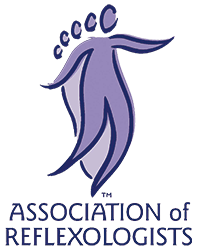 ™
ASSOCIATION of
REFLEXOLOGISTS